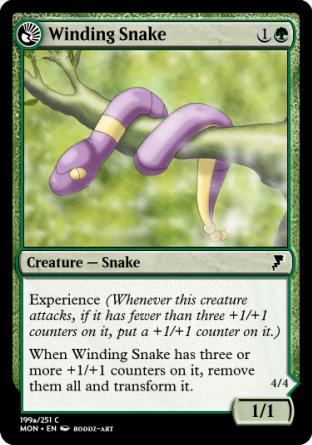 Winding Snake 1
Creature — Snake
Experience (Whenever this creature
attacks, if it has fewer than three +1/+1
counters on it, put a +1/+1 counter on it.)
When Winding Snake has three or
more +1/+1 counters on it, remove
them all and transform it.
4/4
1/1
199a/251 C
MON • EN RODDZ-ART